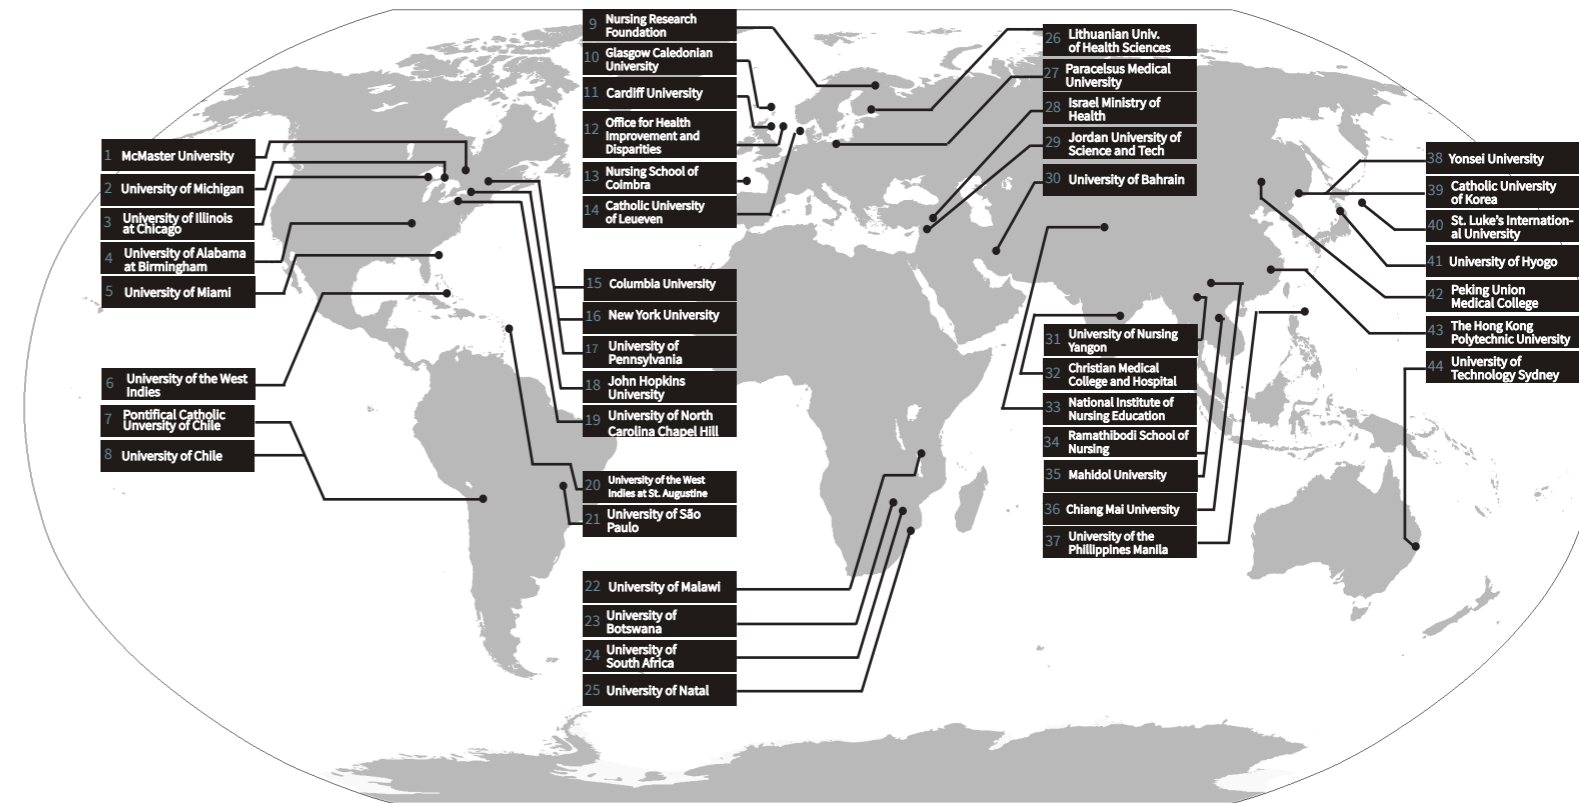 1 McMaster University
2 University of Michigan
3 University of Illinois
at Chicago
4 University of Alabama
at Birmingham
5 University of Miami
6 University of the West
Indies
7 Pontifical Catholic
Unversity of Chile
8 University of Chile
9 Nursing Research
Foundation
10 Glasgow Caledonian
University
11 Cardiff University
12 Office for Health
Improvement and
Disparities
13 Nursing School of
Coimbra
14 Catholic University
of Leueven
15 Columbia University
16 New York University
17 University of
Pennsylvania
18 John Hopkins
University
19 University of North
Carolina Chapel Hill
20 University of the West
Indies at St. Augustine
21 University of São
Paulo
22 University of Malawi
23 University of
Botswana
24 University of
South Africa
25 University of Natal
26 Lithuanian Univ.
of Health Sciences
27 Paracelsus Medical
University
28 Israel Ministry of
Health
29 Jordan University of
Science and Tech
30 University of Bahrain
31 University of Nursing
Yangon
32 Christian Medical
College and Hospital
33 National Institute of
Nursing Education
34 Ramathibodi School of
Nursing
35 Mahidol University
36 Chiang Mai University
37 University of the
Phillippines Manila
38 Yonsei University
39 Catholic University
of Korea
40 St. Luke's Internation-
al University
41 University of Hyogo
42 Peking Union
Medical College
43 The Hong Kong
Polytechnic University
44 University of
Technology Sydney